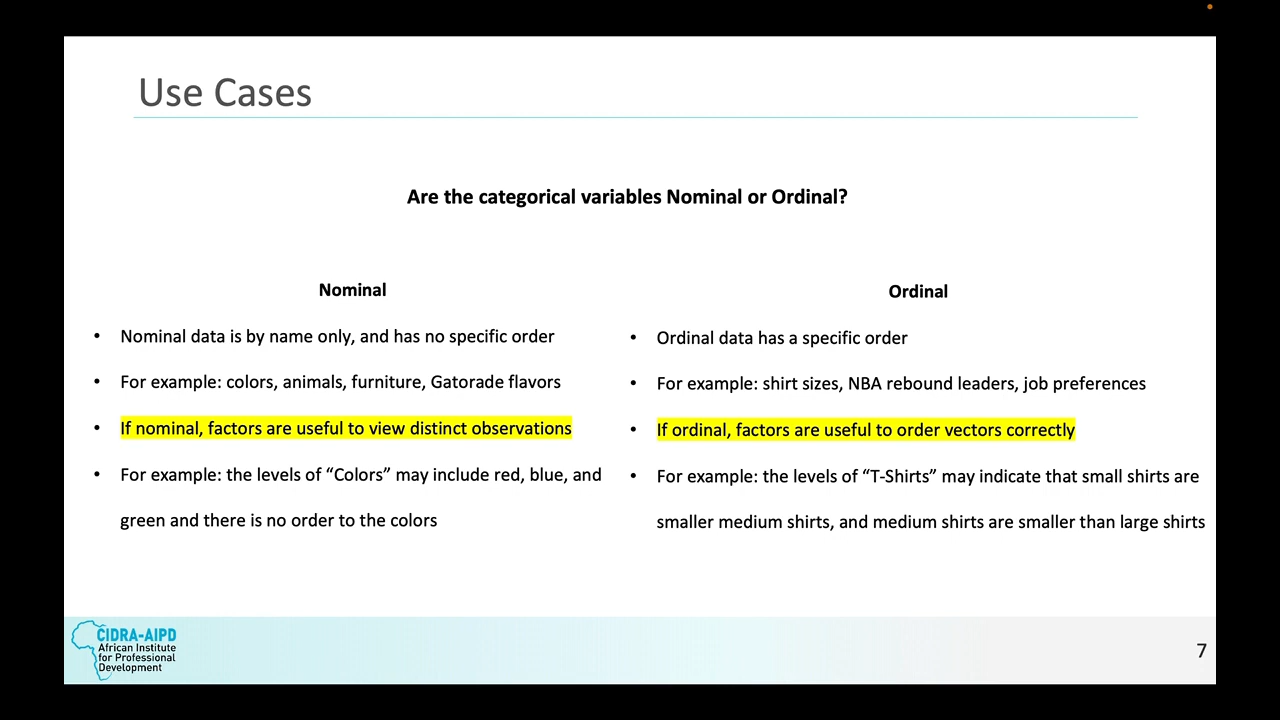 Use Cases
Are the categorical variables Nominal or Ordinal?
Nominal
• Nominal data is by name only, and has no specific order
• For example: colors, animals, furniture, Gatorade flavors
• If nominal, factors are useful to view distinct observations
• For example: the levels of “Colors” may include red, blue, and
green and there is no order to the colors
Ordinal
• Ordinal data has a specific order
• For example: shirt sizes, NBA rebound leaders, job preferences
• If ordinal, factors are useful to order vectors correctly
• For example: the levels of “T-Shirts” may indicate that small shirts are
smaller medium shirts, and medium shirts are smaller than large shirts
CIDRA-AIPD
African Institute
for Professional
Development
7